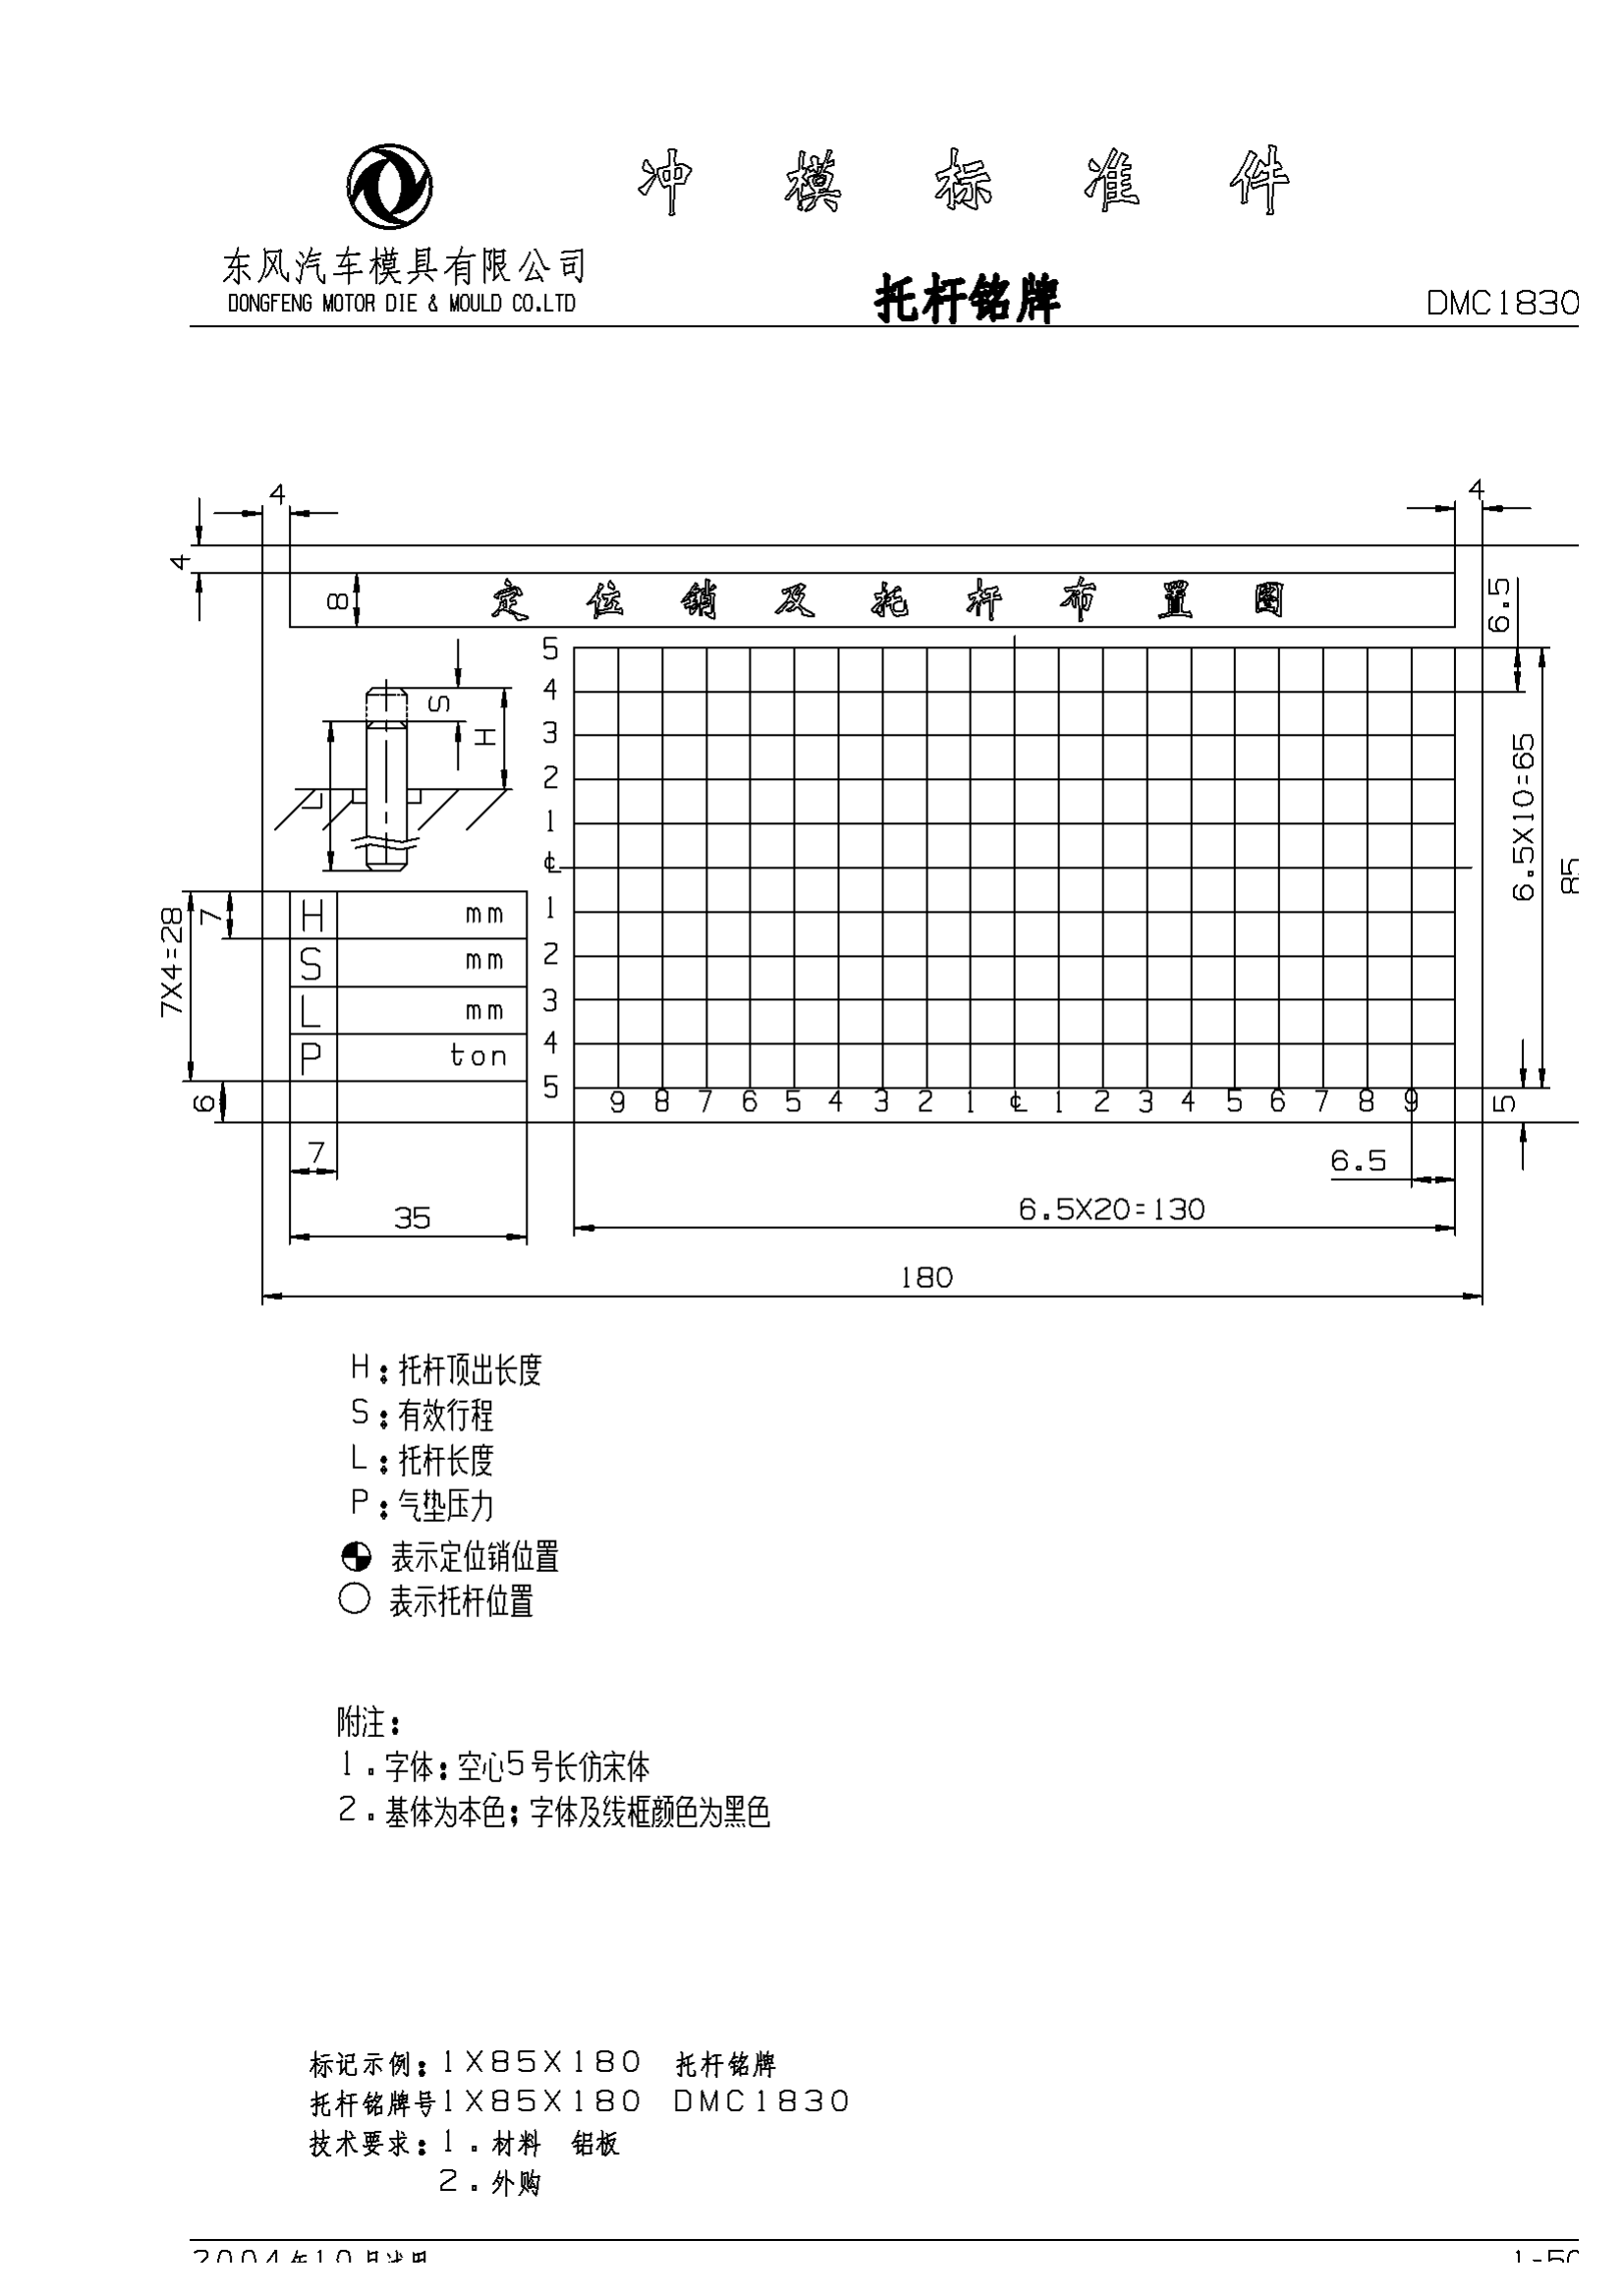 冲模标准件
东风汽车模具有限公司
DONGFENG MOTOR DIE & MOULD CO.LTD
托杆铭牌
DMC1830
4
4
4
8
定位销及托杆布置图
6.5
5
4
3
2
1
℄
1
2
3
4
5
S
H
L
6.5X10=65
85
7X4=28
7
H mm
S mm
L mm
P ton
6
9 8 7 6 5 4 3 2 1 ℄ 1 2 3 4 5 6 7 8 9
5
7
6.5
35
6.5X20=130
180
H:托杆顶出长度
S:有效行程
L:托杆长度
P:气垫压力
表示定位销位置
表示托杆位置
附注:
1.字体:空心5号长仿宋体
2.基体为本色;字体及线框颜色为黑色
标记示例:1X85X180 托杆铭牌
托杆铭牌号1X85X180 DMC1830
技术要求:1.材料 铝板
2.外购
2004年10月
1-50